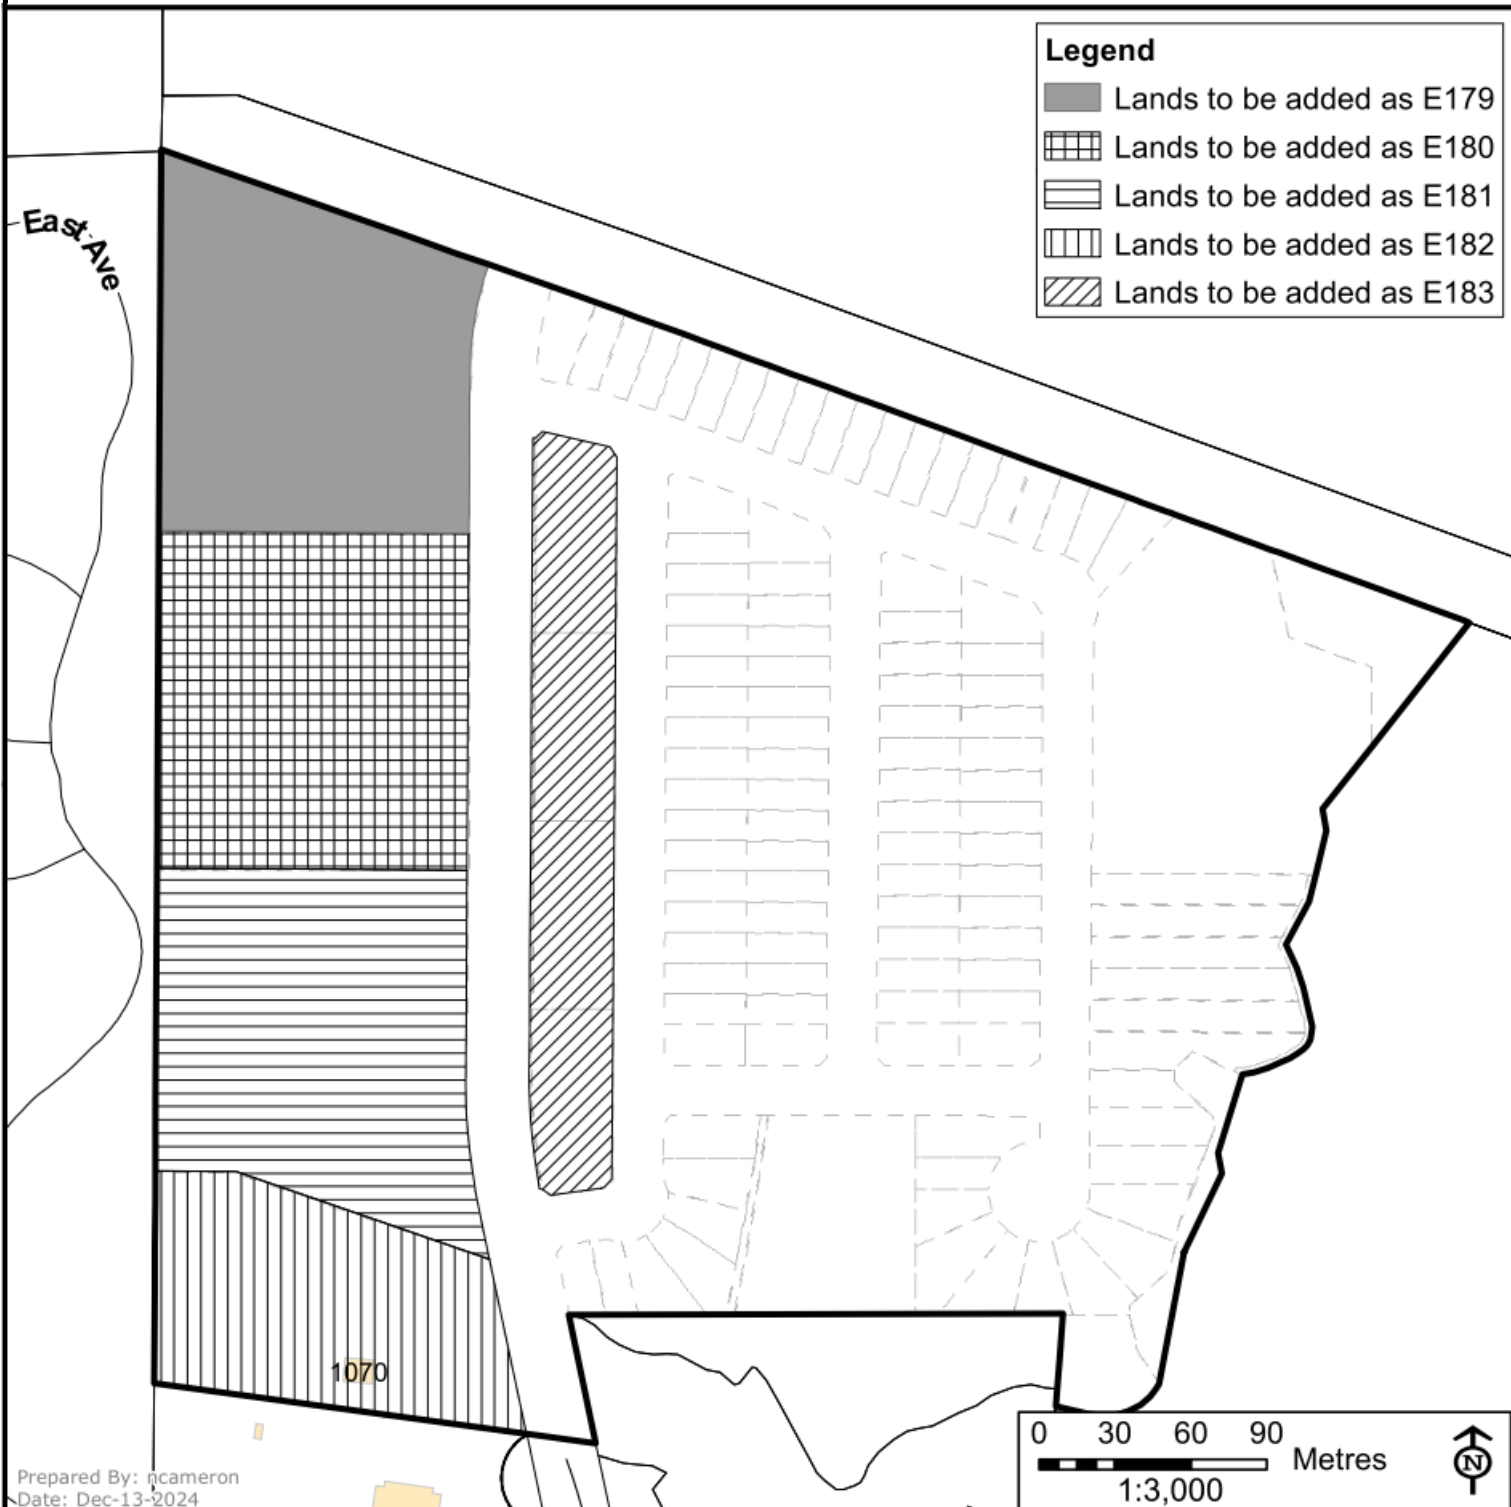 Legend
Lands to be added as E179
Lands to be added as E180
Lands to be added as E181
Lands to be added as E182
Lands to be added as E183
East Ave
1070
0 30 60 90
Metres
1:3,000
N
Prepared By: ncameron
Date: Dec-13-2024